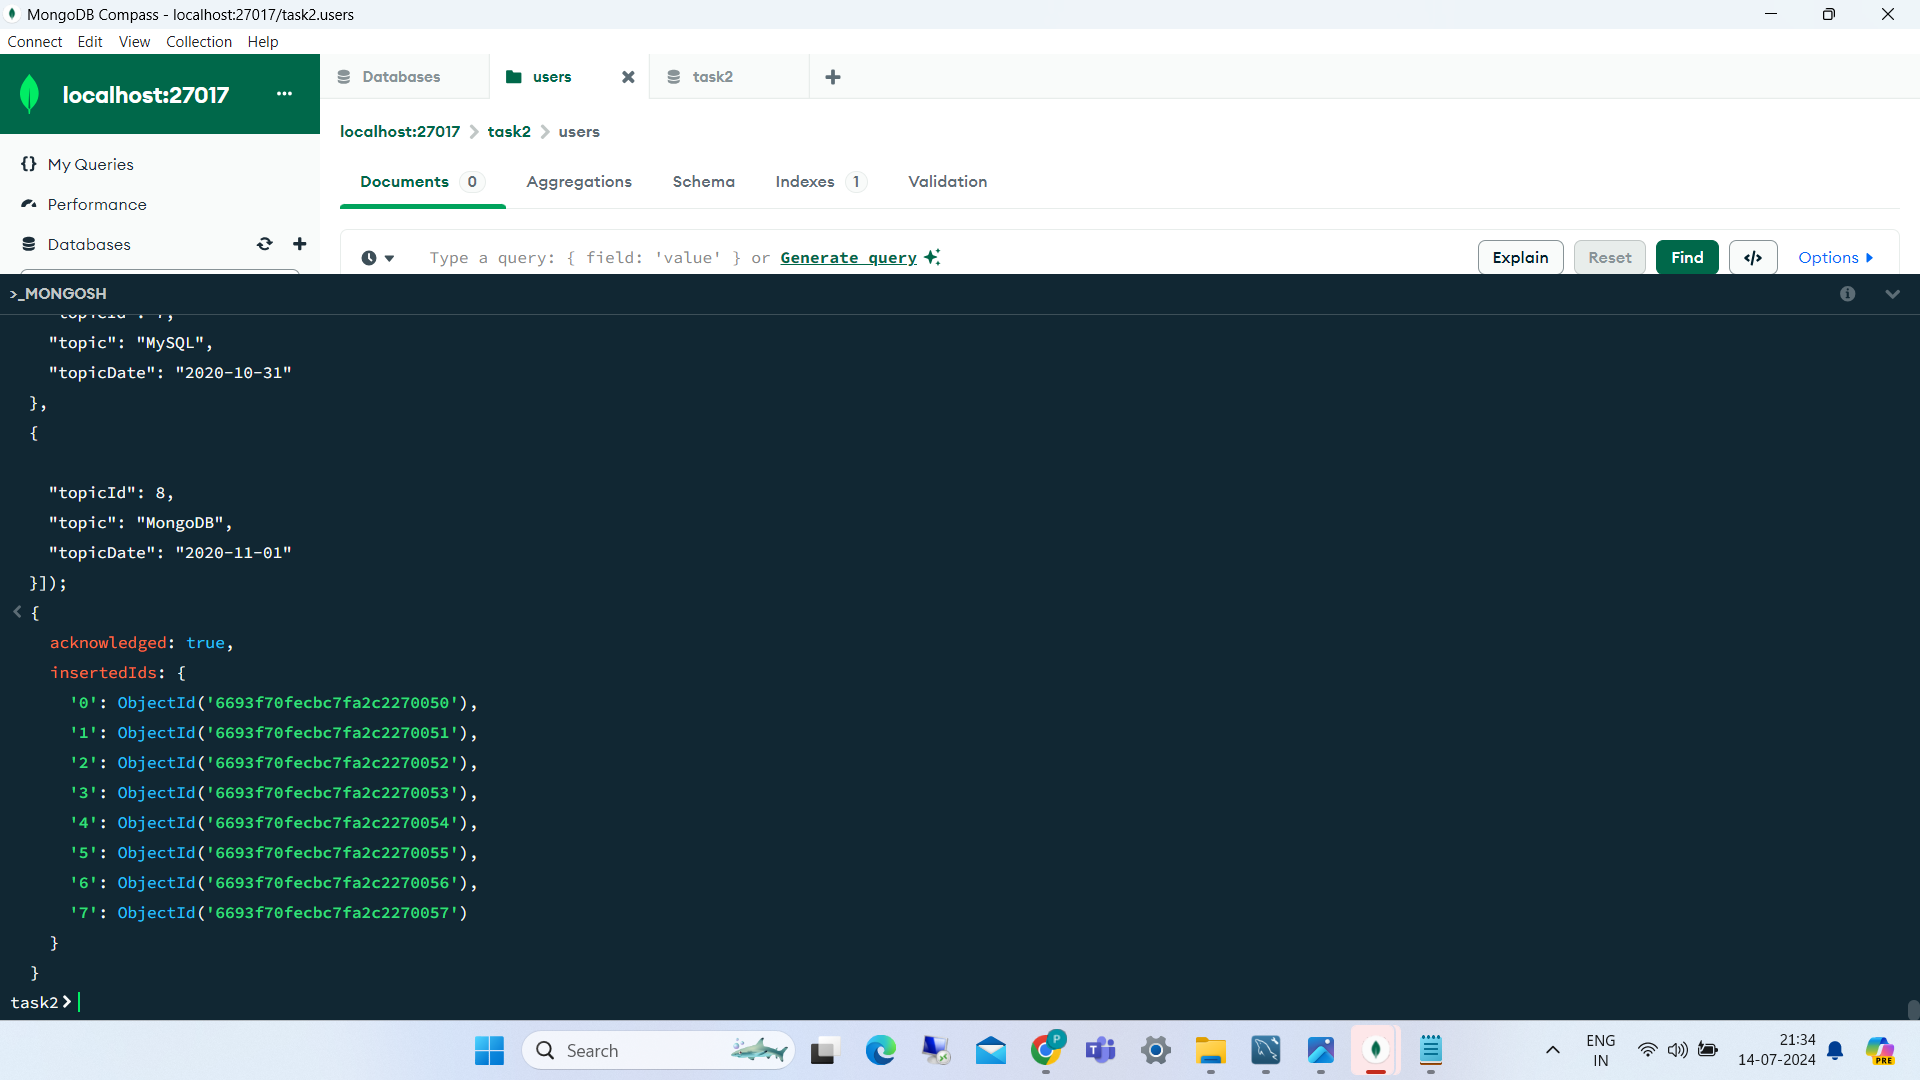 MongoDB Compass - localhost:27017/task2.users
Connect Edit View Collection Help
localhost:27017 ...
Databases users task2
localhost:27017 > task2 > users
{} My Queries
Performance
Databases
Documents 0 Aggregations Schema Indexes 1 Validation
Type a query: { field: 'value' } or Generate query
Explain Reset Find </> Options
>_MONGOSH
"topic": "MySQL",
"topicDate": "2020-10-31"
},
{
"topicId": 8,
"topic": "MongoDB",
"topicDate": "2020-11-01"
}]);
< {
acknowledged: true,
insertedIds: {
'0': ObjectId('6693f70fecbc7fa2c2270050'),
'1': ObjectId('6693f70fecbc7fa2c2270051'),
'2': ObjectId('6693f70fecbc7fa2c2270052'),
'3': ObjectId('6693f70fecbc7fa2c2270053'),
'4': ObjectId('6693f70fecbc7fa2c2270054'),
'5': ObjectId('6693f70fecbc7fa2c2270055'),
'6': ObjectId('6693f70fecbc7fa2c2270056'),
'7': ObjectId('6693f70fecbc7fa2c2270057')
}
}
task2>
Search
P
PRE
ENG
IN
21:34
14-07-2024